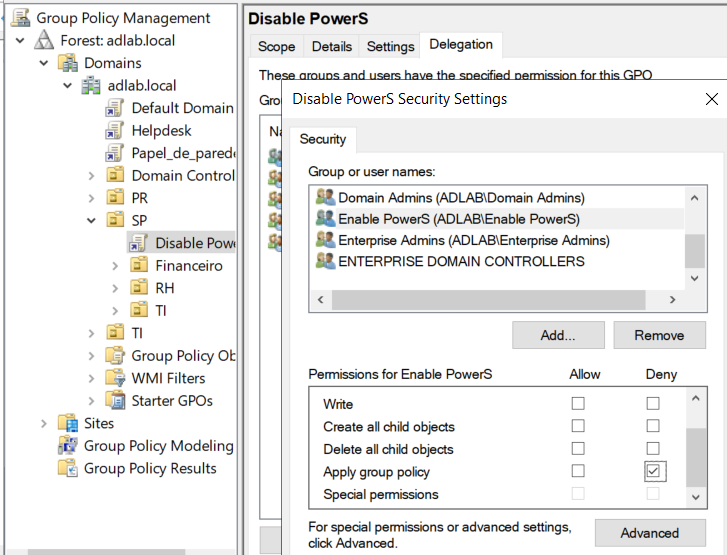 Group Policy Management
Forest: adlab.local
Domains
adlab.local
Default Domain
Helpdesk
Papel_de_parede
Domain Control
PR
SP
Disable Powe
Financeiro
RH
TI
TI
Group Policy Ob
WMI Filters
Starter GPOs
Sites
Group Policy Modeling
Group Policy Results
Disable PowerS
Scope Details Settings Delegation
These groups and users have the specified permission for this GPO
Gro
Na
Disable PowerS Security Settings
Security
Group or user names:
Domain Admins (ADLAB\Domain Admins)
Enable PowerS (ADLAB\Enable PowerS)
Enterprise Admins (ADLAB\Enterprise Admins)
ENTERPRISE DOMAIN CONTROLLERS
Add... Remove
Permissions for Enable PowerS Allow Deny
Write
Create all child objects
Delete all child objects
Apply group policy
Special permissions
For special permissions or advanced settings,
click Advanced.
Advanced